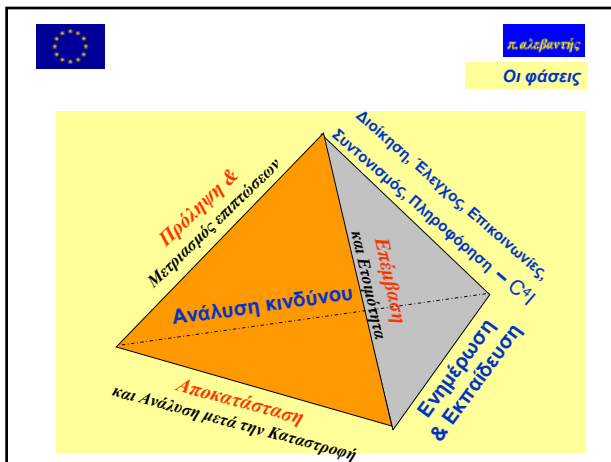 π.αλεβαντής
Οι φάσεις
Διοίκηση, Έλεγχος, Επικοινωνίες,
Συντονισμός, Πληροφόρηση – C⁴I
Πρόληψη &
Μετριασμός επιπτώσεων
Επέμβαση
και Ετοιμότητα
Ανάλυση κινδύνου
Ενημέρωση
& Εκπαίδευση
Αποκατάσταση
και Ανάλυση μετά την Καταστροφή